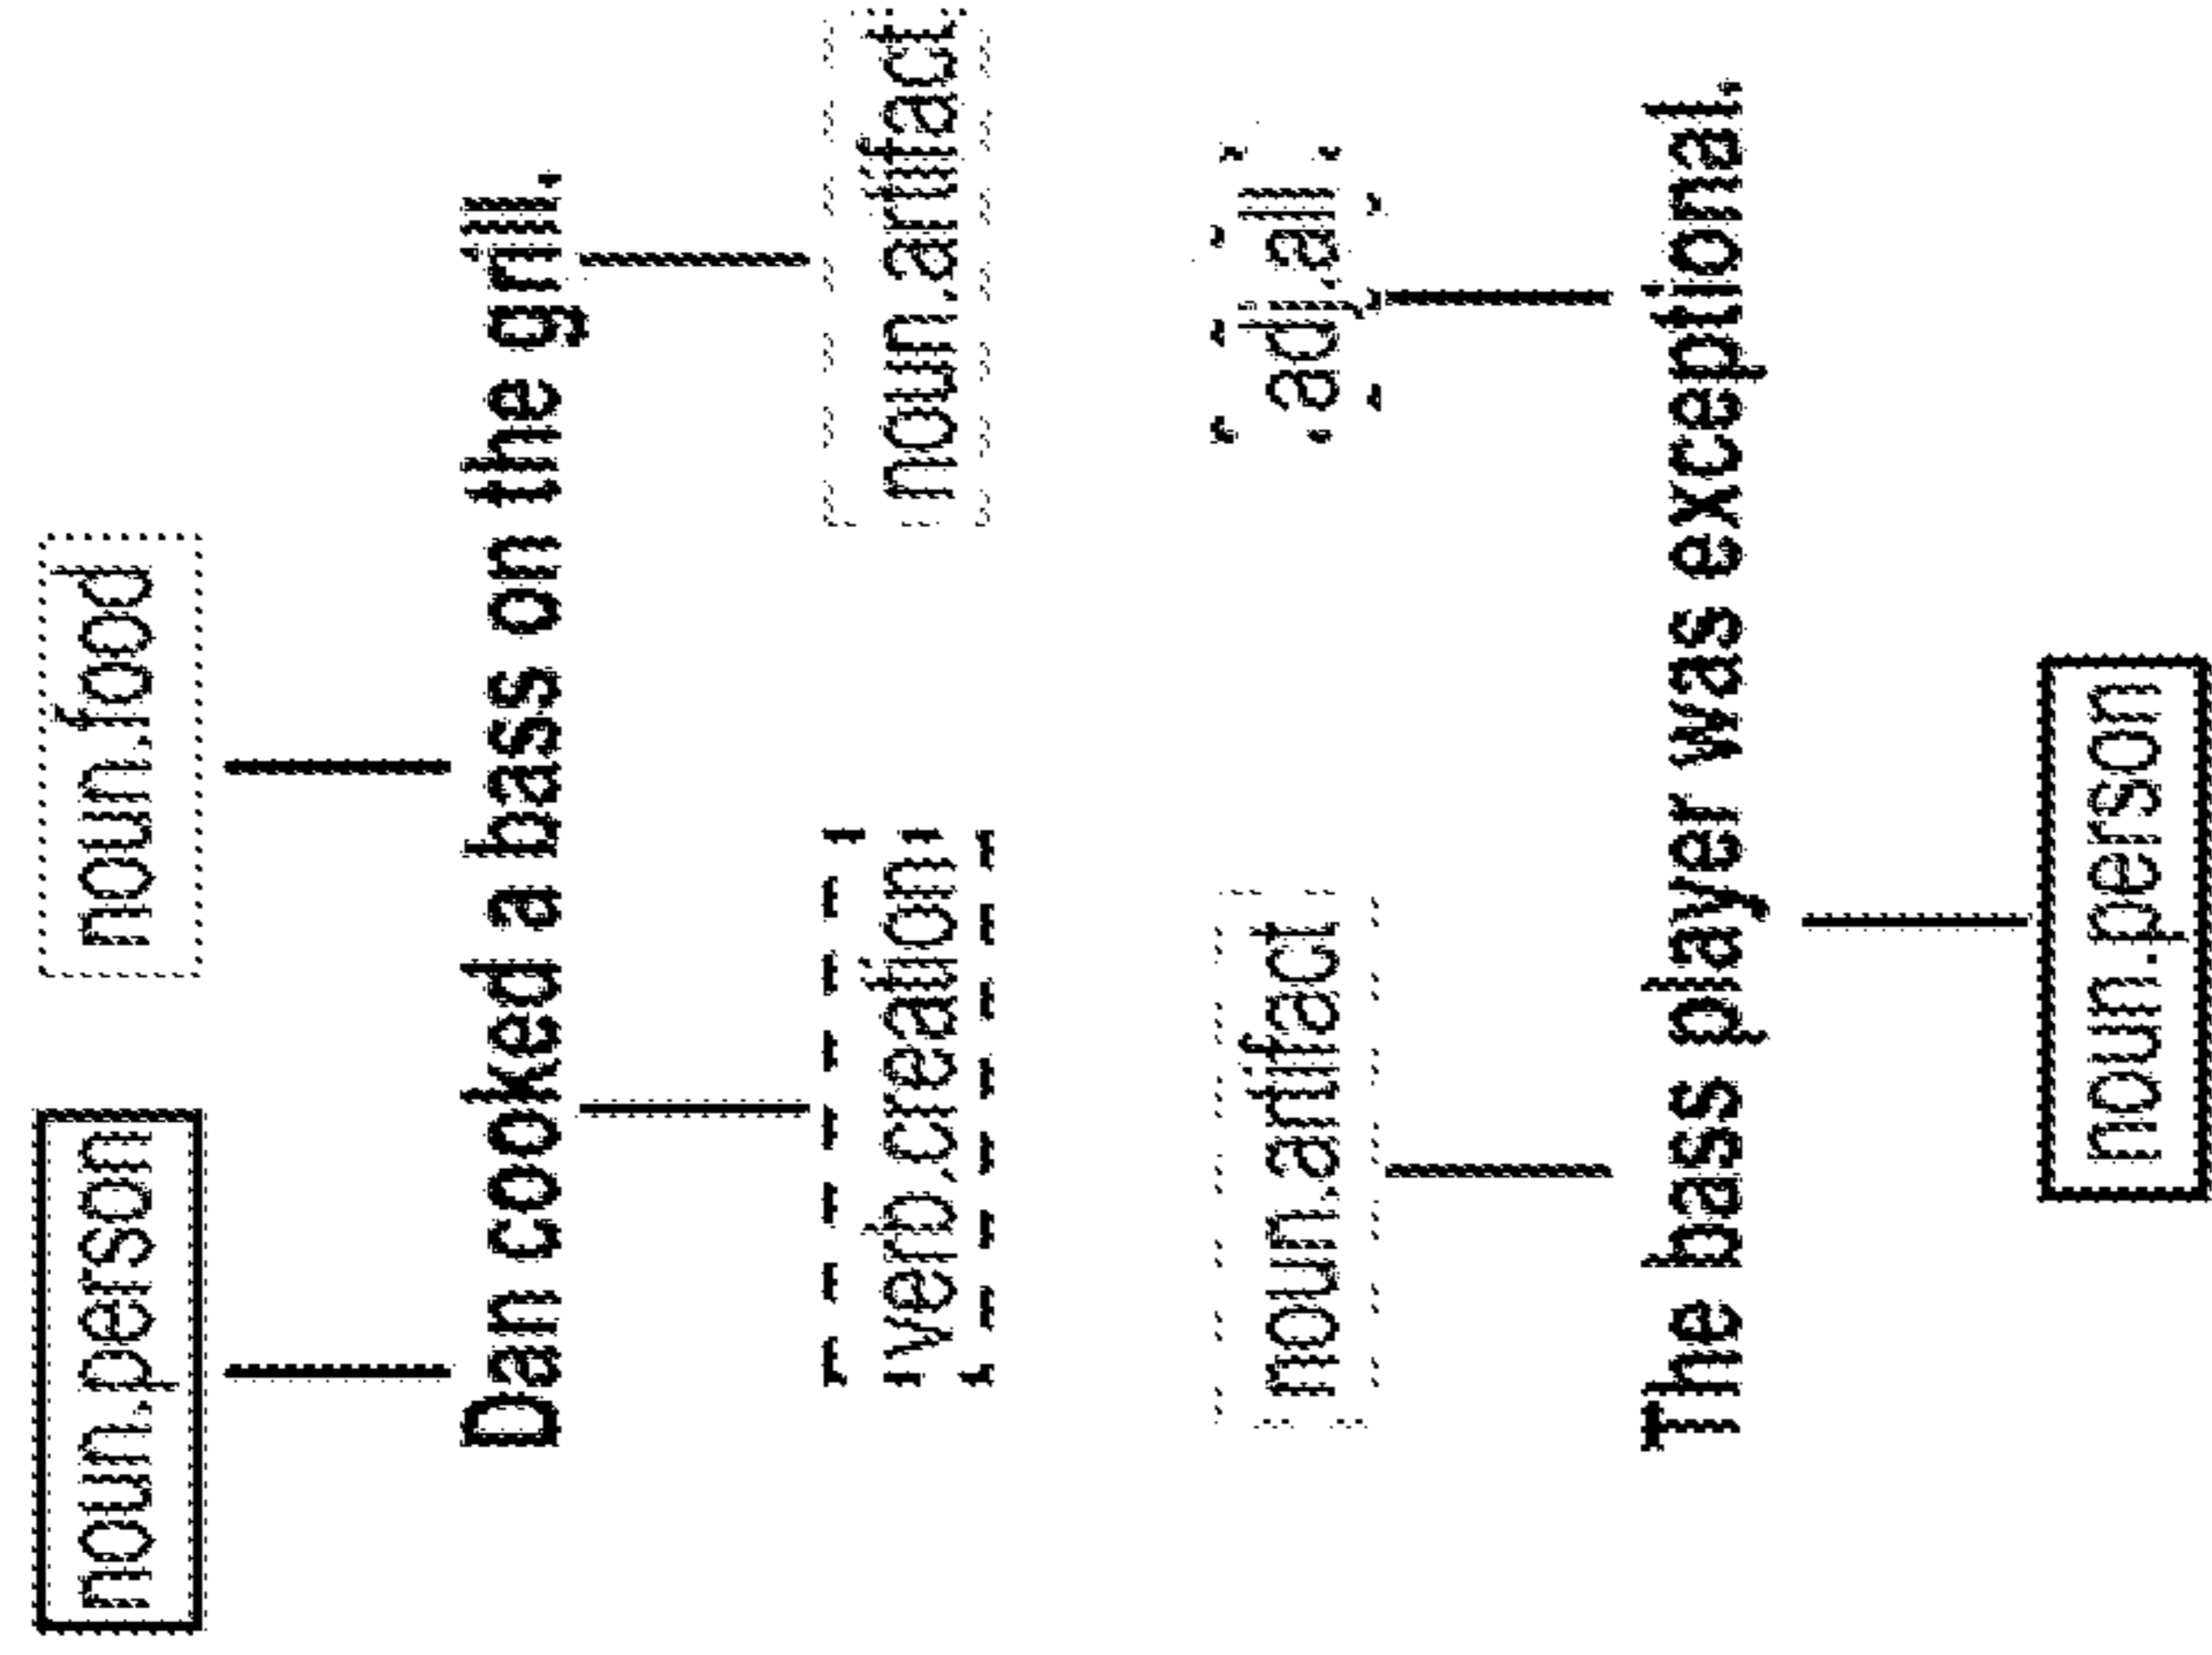 noun.person noun.food
Dan cooked a bass on the grill.
verb.creation noun.artifact
noun.artifact adj.all
The bass player was exceptional.
noun.person